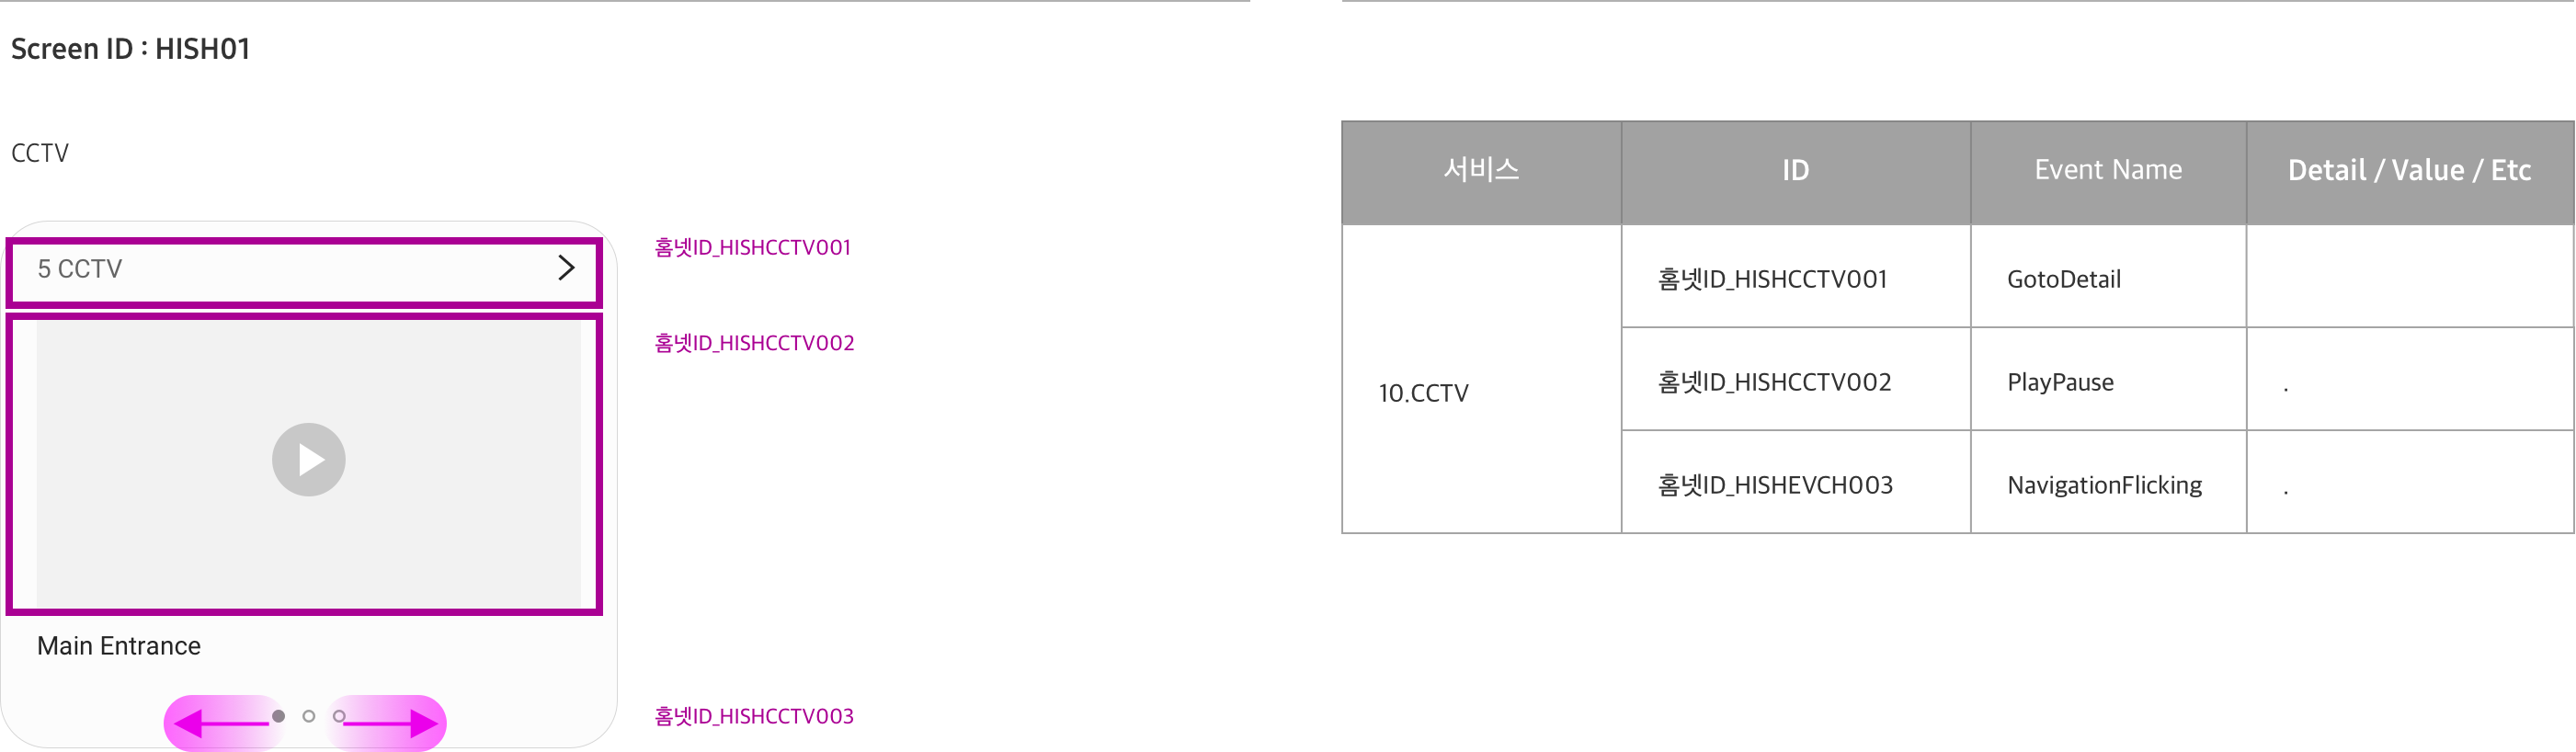 Screen ID : HISH01
CCTV
5 CCTV
Main Entrance
홈넷ID_HISHCCTV001
홈넷ID_HISHCCTV002
홈넷ID_HISHCCTV003
서비스 ID Event Name Detail / Value / Etc
10.CCTV
홈넷ID_HISHCCTV001 GotoDetail
홈넷ID_HISHCCTV002 PlayPause .
홈넷ID_HISHEVCH003 NavigationFlicking .